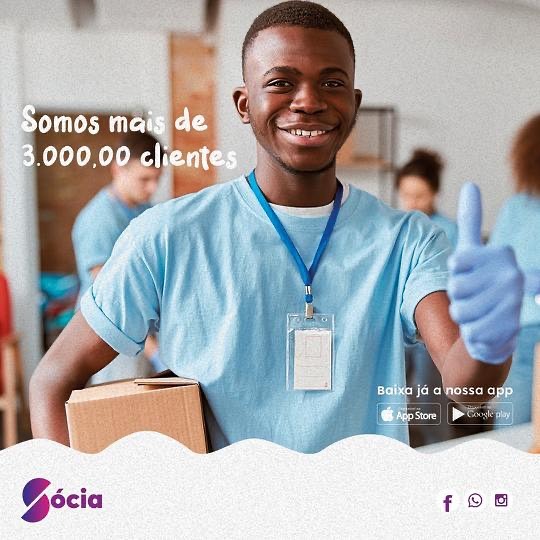 Somos mais de
3.000,00 clientes
Baixa já a nossa app
App Store
Google play
Sócia